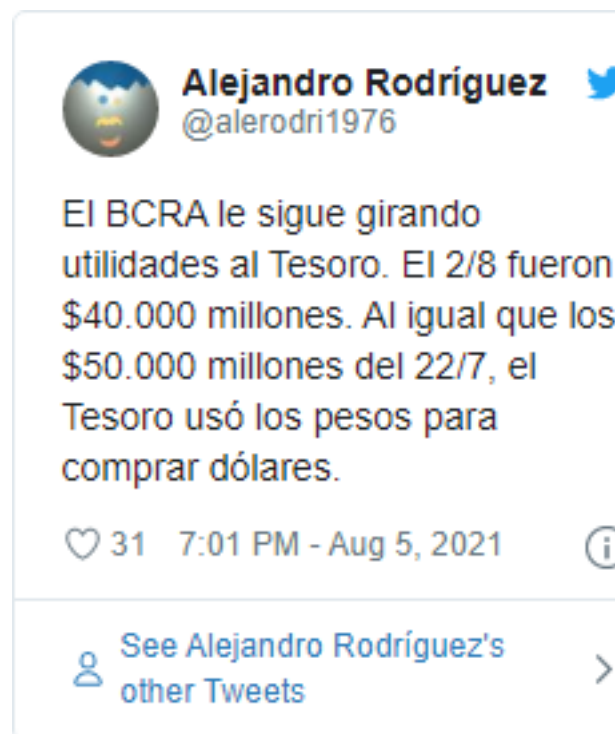 Alejandro Rodríguez
@alerodri1976
El BCRA le sigue girando
utilidades al Tesoro. El 2/8 fueron
$40.000 millones. Al igual que los
$50.000 millones del 22/7, el
Tesoro usó los pesos para
comprar dólares.
31 7:01 PM - Aug 5, 2021
See Alejandro Rodríguez's
other Tweets